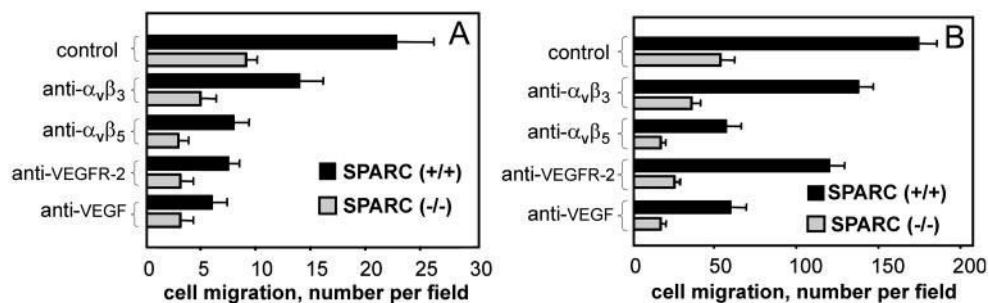 A
control
anti-αvβ3
anti-αvβ5
anti-VEGFR-2
anti-VEGF
SPARC (+/+)
SPARC (-/-)
0 5 10 15 20 25 30
cell migration, number per field
B
control
anti-αvβ3
anti-αvβ5
anti-VEGFR-2
anti-VEGF
SPARC (+/+)
SPARC (-/-)
0 50 100 150 200
cell migration, number per field